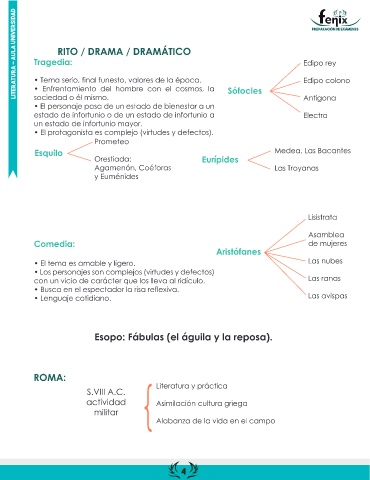 LITERATURA - AULA UNIVERSIDAD
fenix
PREPARACIÓN DE EXÁMENES
RITO / DRAMA / DRAMÁTICO
Tragedia:
• Tema serio, final funesto, valores de la época.
• Enfrentamiento del hombre con el cosmos, la
sociedad o él mismo.
• El personaje pasa de un estado de bienestar a un
estado de infortunio o de un estado de infortunio a
un estado de infortunio mayor.
• El protagonista es complejo (virtudes y defectos).
Sófocles
Edipo rey
Edipo colono
Antígona
Electra
Esquilo
Prometeo
Orestiada:
Agamenón, Coéforas
y Euménides
Eurípides
Medea, Las Bacantes
Las Troyanas
Comedia:
• El tema es amable y ligero.
• Los personajes son complejos (virtudes y defectos)
con un vicio de carácter que los lleva al ridículo.
• Busca en el espectador la risa reflexiva.
• Lenguaje cotidiano.
Aristófanes
Lisístrata
Asamblea
de mujeres
Las nubes
Las ranas
Las avispas
Esopo: Fábulas (el águila y la reposa).
ROMA:
S.VIII A.C.
actividad
militar
Literatura y práctica
Asimilación cultura griega
Alabanza de la vida en el campo
4